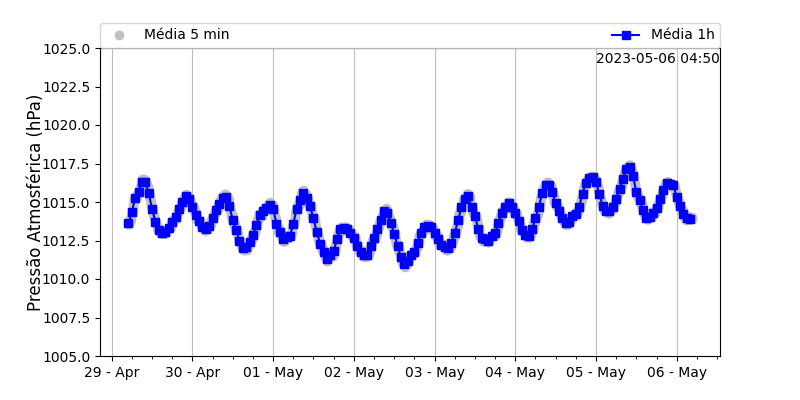 Média 5 min
Média 1h
2023-05-06 04:50
Pressão Atmosférica (hPa)
1025.0
1022.5
1020.0
1017.5
1015.0
1012.5
1010.0
1007.5
1005.0
29 - Apr
30 - Apr
01 - May
02 - May
03 - May
04 - May
05 - May
06 - May